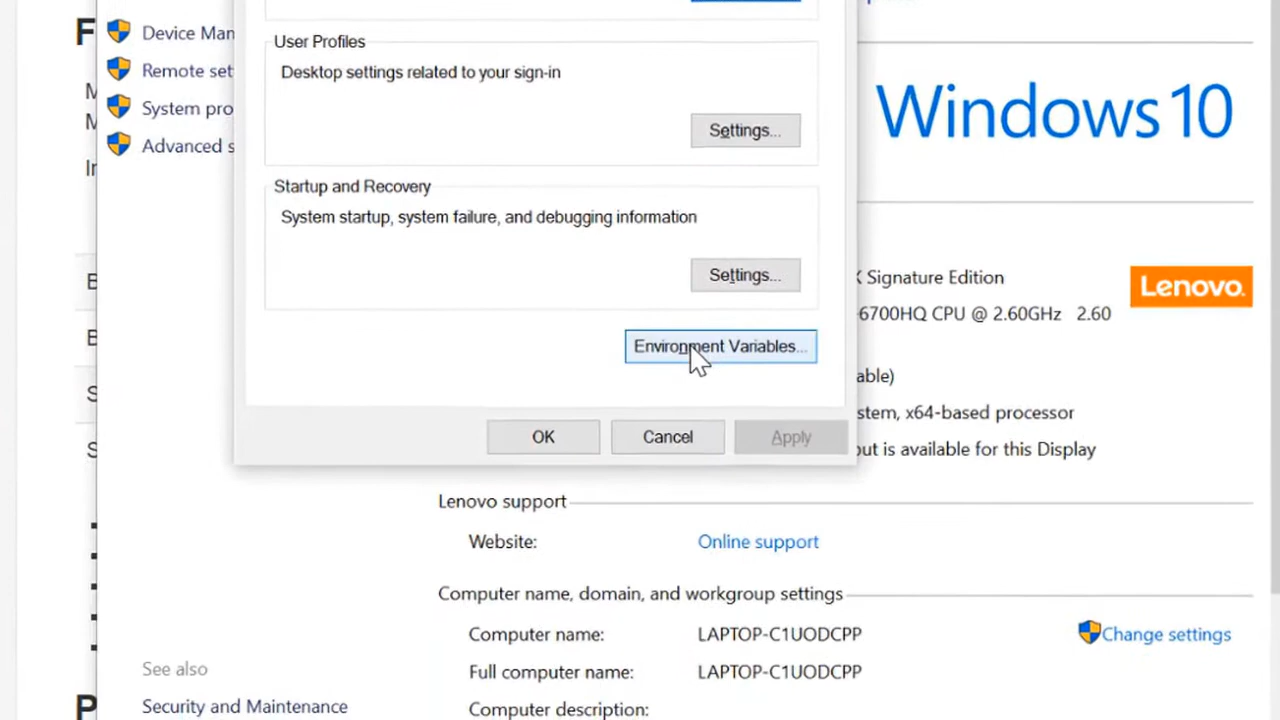 Device Man
Remote set
System pro
Advanced s
User Profiles
Desktop settings related to your sign-in
Settings...
Startup and Recovery
System startup, system failure, and debugging information
Settings...
Environment Variables...
OK Cancel Apply
Windows 10
Signature Edition
Lenovo.
6700HQ CPU @ 2.60GHz 2.60
able)
stem, x64-based processor
out is available for this Display
Lenovo support
Website: Online support
Computer name, domain, and workgroup settings
Computer name: LAPTOP-C1UODCPP
Change settings
Full computer name: LAPTOP-C1UODCPP
Computer description:
See also
Security and Maintenance